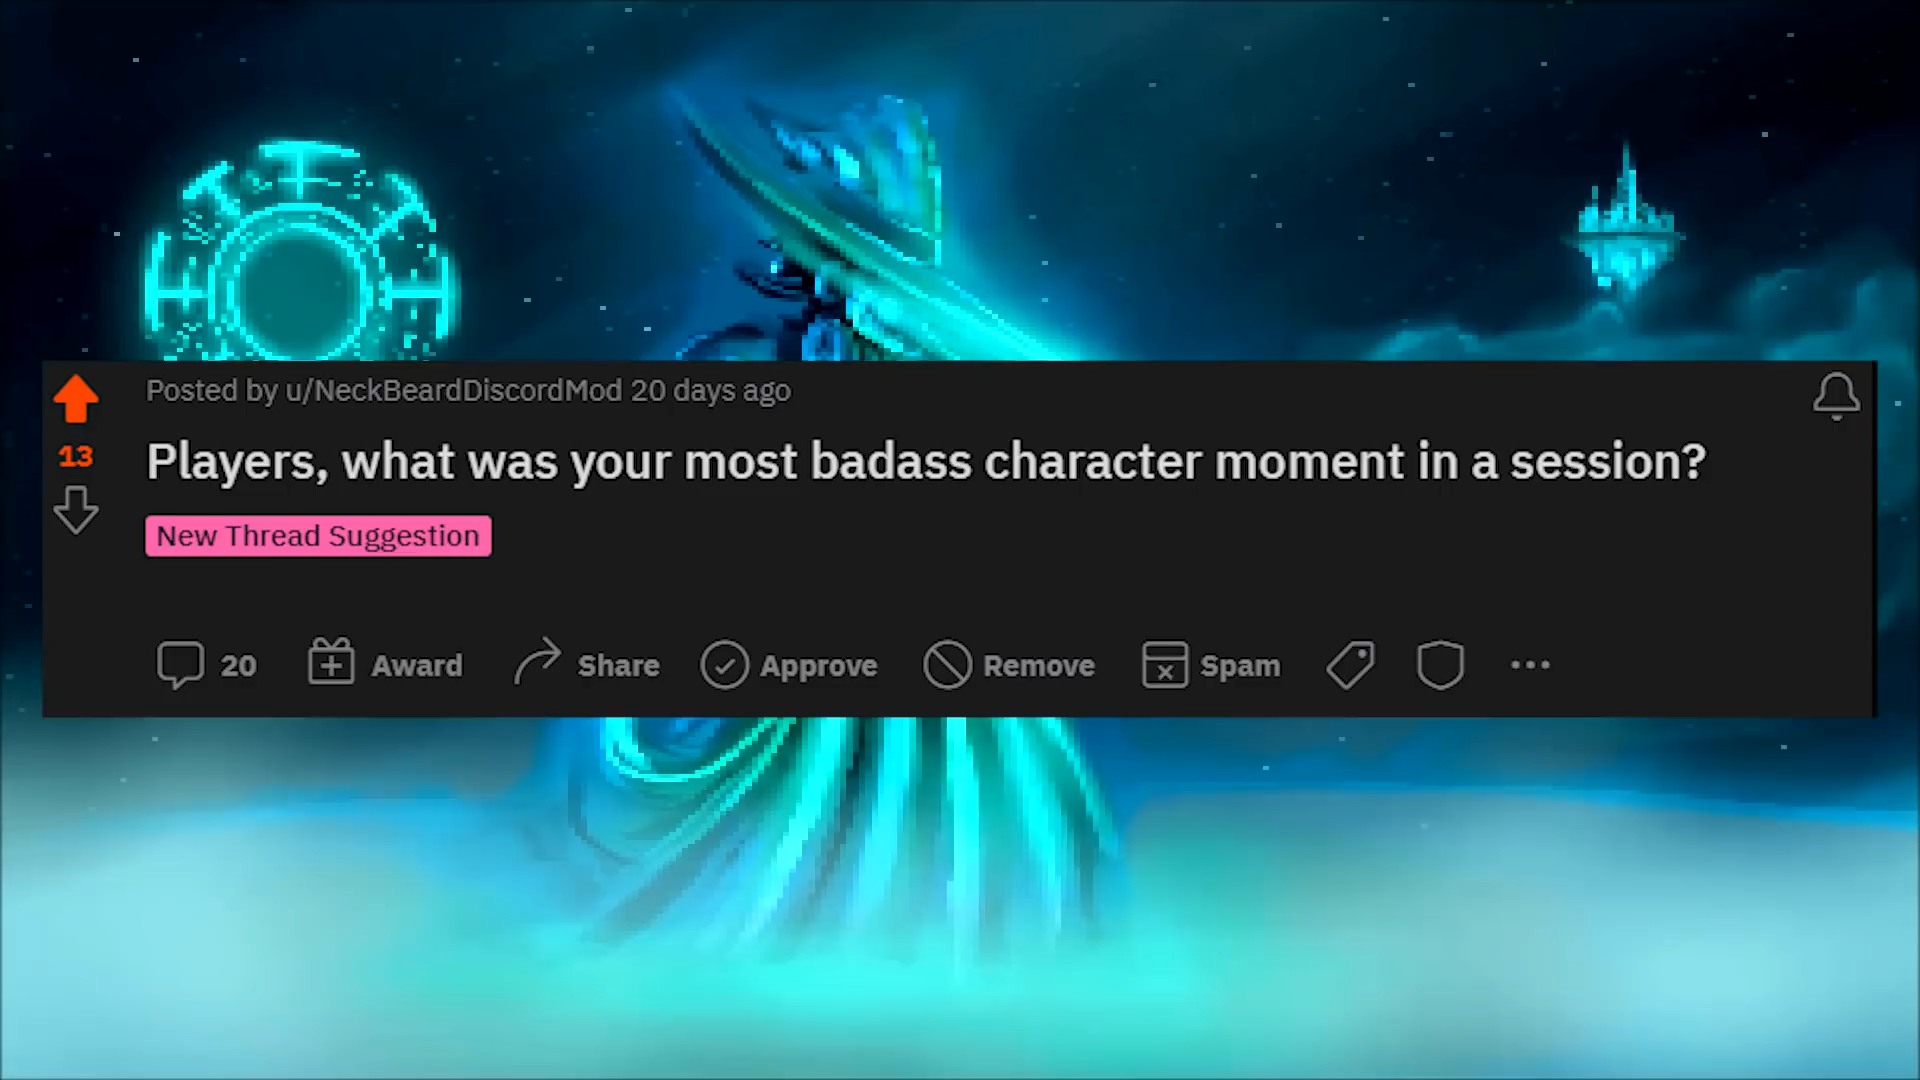 Posted by u/NeckBeardDiscordMod 20 days ago
13
Players, what was your most badass character moment in a session?
New Thread Suggestion
20 Award Share Approve Remove Spam